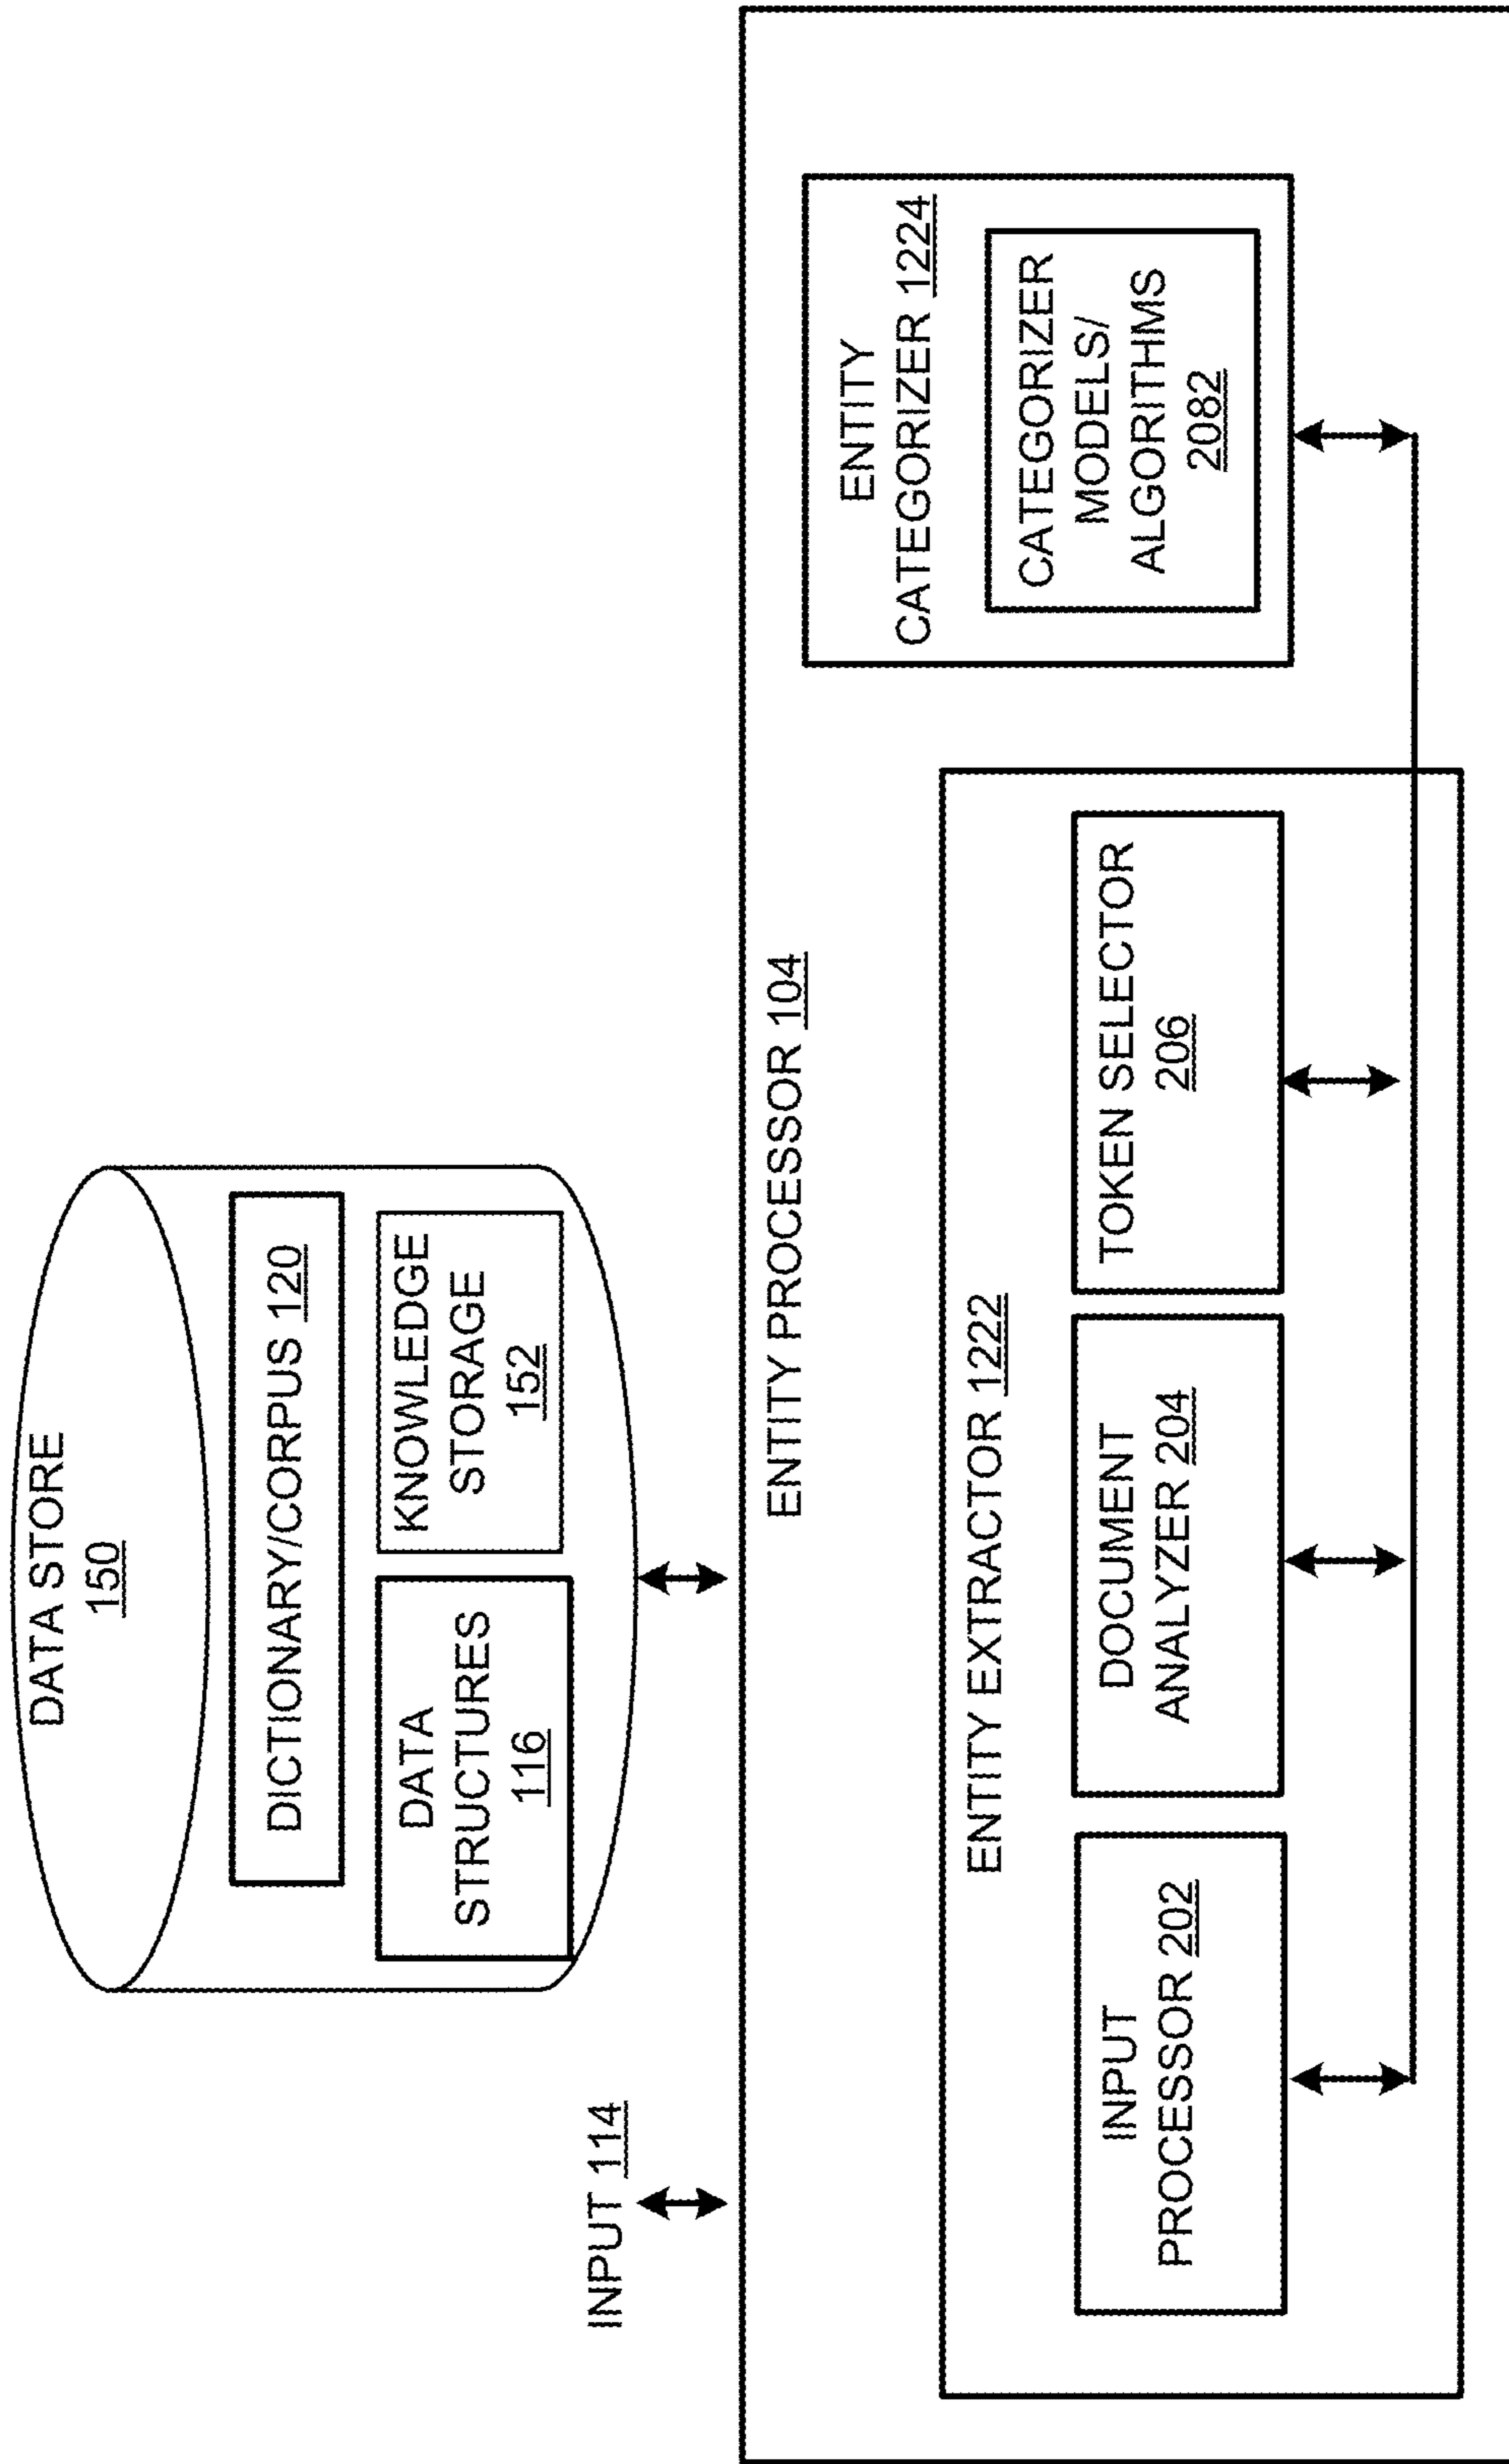 DATA STORE
150
DICTIONARY/CORPUS 120
DATA
STRUCTURES
116
KNOWLEDGE
STORAGE
152
INPUT 114
ENTITY PROCESSOR 104
ENTITY EXTRACTOR 1222
INPUT
PROCESSOR 202
DOCUMENT
ANALYZER 204
TOKEN SELECTOR
206
ENTITY
CATEGORIZER 1224
CATEGORIZER
MODELS/
ALGORITHMS
2082